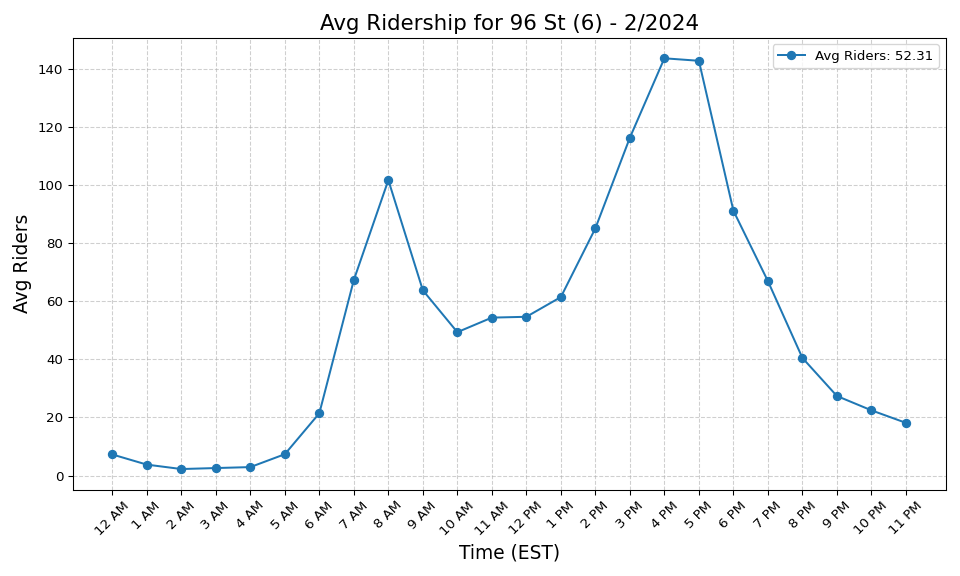 Avg Ridership for 96 St (6) - 2/2024
Avg Riders: 52.31
Avg Riders
140
120
100
80
60
40
20
0
12 AM
1 AM
2 AM
3 AM
4 AM
5 AM
6 AM
7 AM
8 AM
9 AM
10 AM
11 AM
12 PM
1 PM
2 PM
3 PM
4 PM
5 PM
6 PM
7 PM
8 PM
9 PM
10 PM
11 PM
Time (EST)